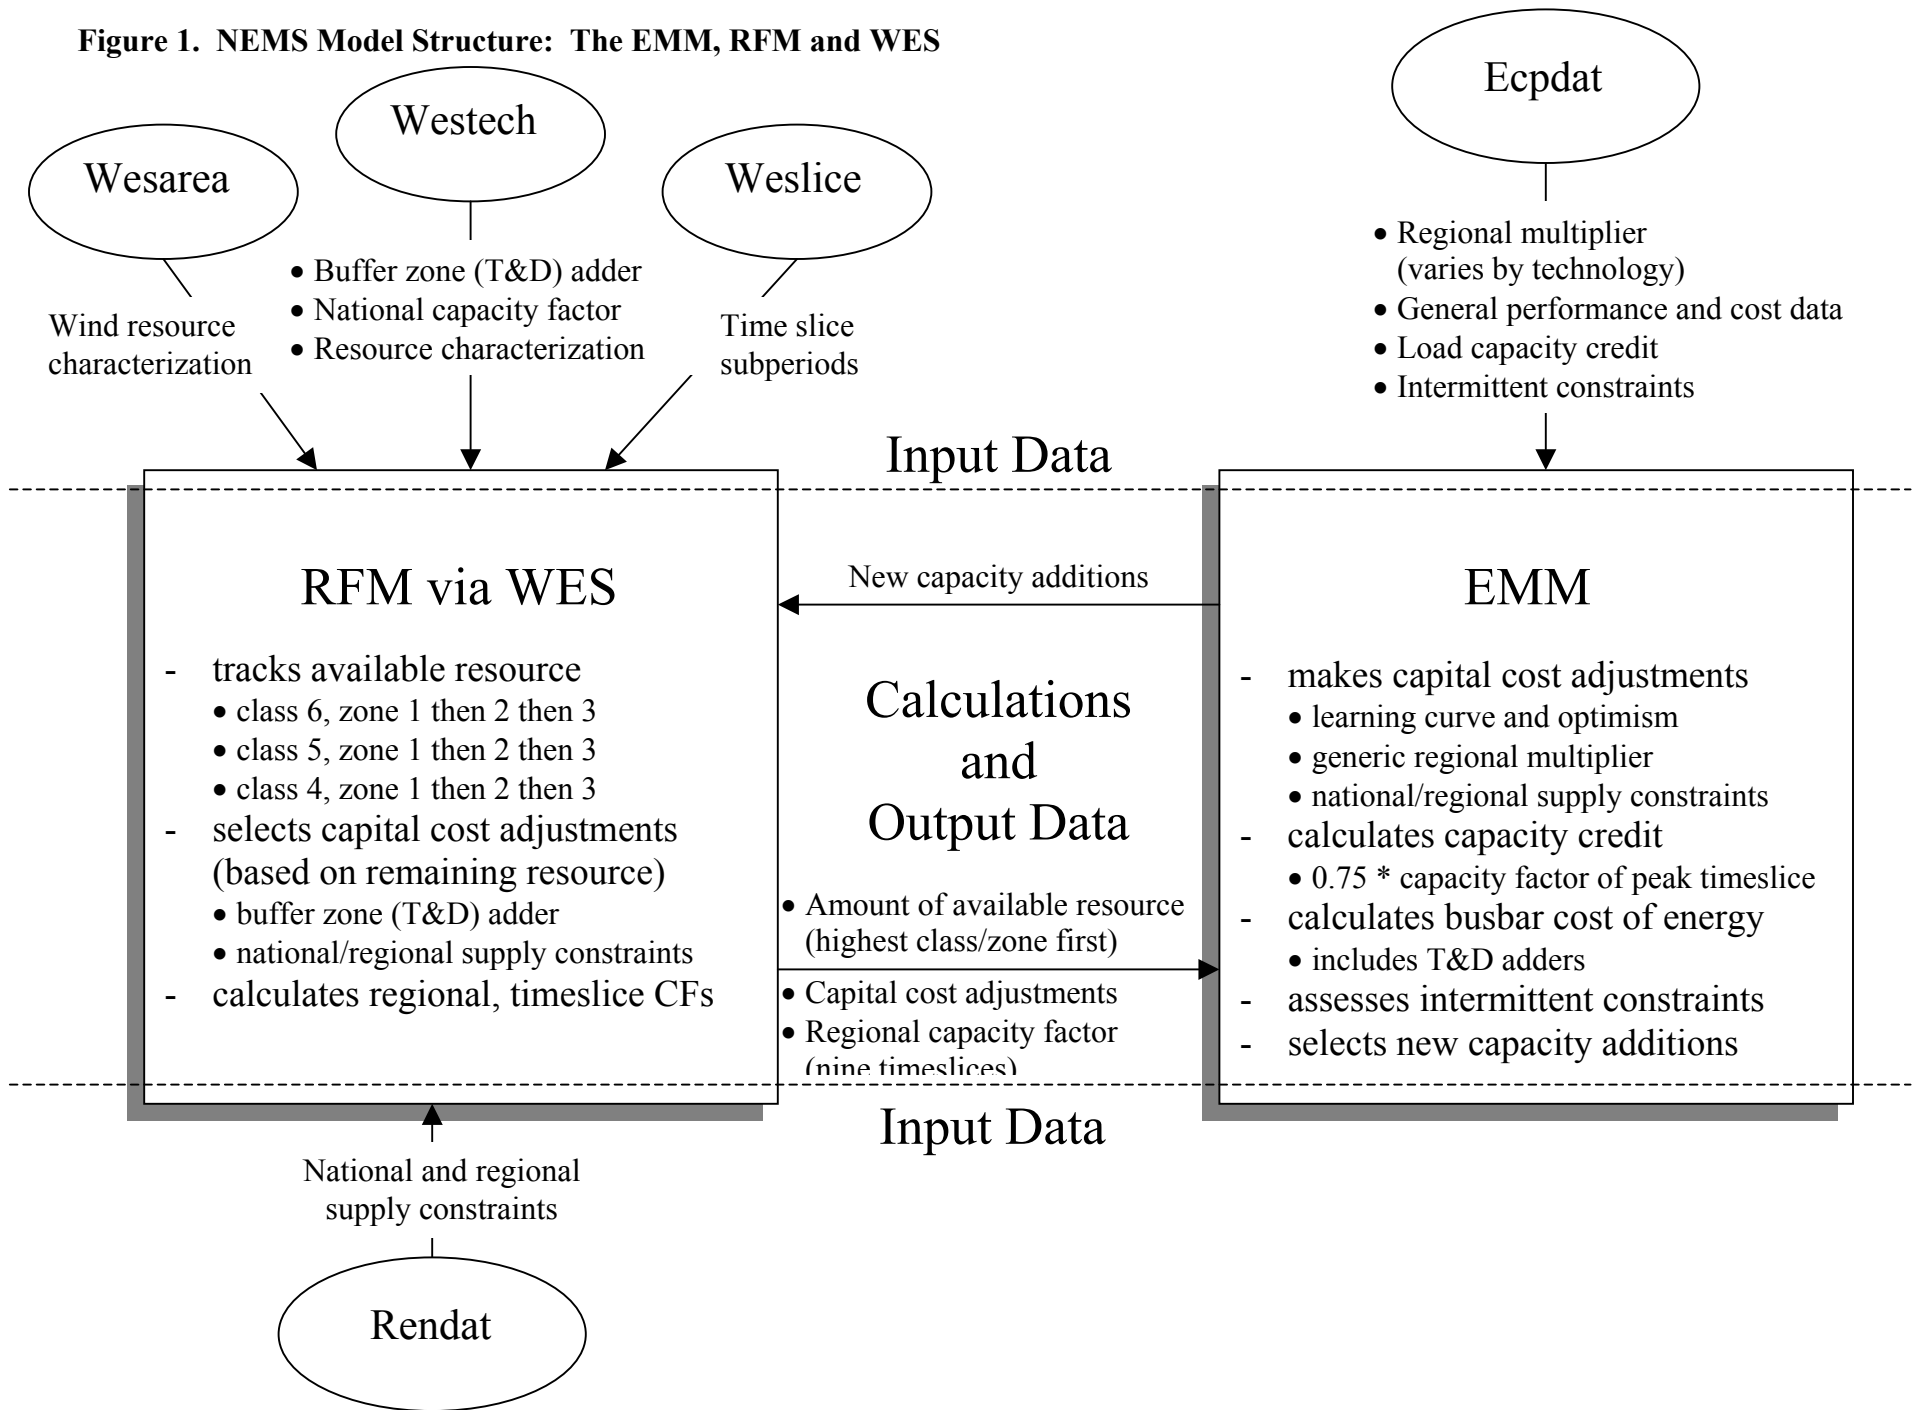 Figure 1.  NEMS Model Structure:  The EMM, RFM and WES
Wesarea
Westech
Weslice
Ecpdat
Wind resource
characterization
• Buffer zone (T&D) adder
• National capacity factor
• Resource characterization
Time slice
subperiods
• Regional multiplier
(varies by technology)
• General performance and cost data
• Load capacity credit
• Intermittent constraints
Input Data
RFM via WES
- tracks available resource
• class 6, zone 1 then 2 then 3
• class 5, zone 1 then 2 then 3
• class 4, zone 1 then 2 then 3
- selects capital cost adjustments
(based on remaining resource)
• buffer zone (T&D) adder
• national/regional supply constraints
- calculates regional, timeslice CFs
New capacity additions
Calculations
and
Output Data
• Amount of available resource
(highest class/zone first)
• Capital cost adjustments
• Regional capacity factor
(nine timeslices)
EMM
- makes capital cost adjustments
• learning curve and optimism
• generic regional multiplier
• national/regional supply constraints
- calculates capacity credit
• 0.75 * capacity factor of peak timeslice
- calculates busbar cost of energy
• includes T&D adders
- assesses intermittent constraints
- selects new capacity additions
Input Data
National and regional
supply constraints
Rendat